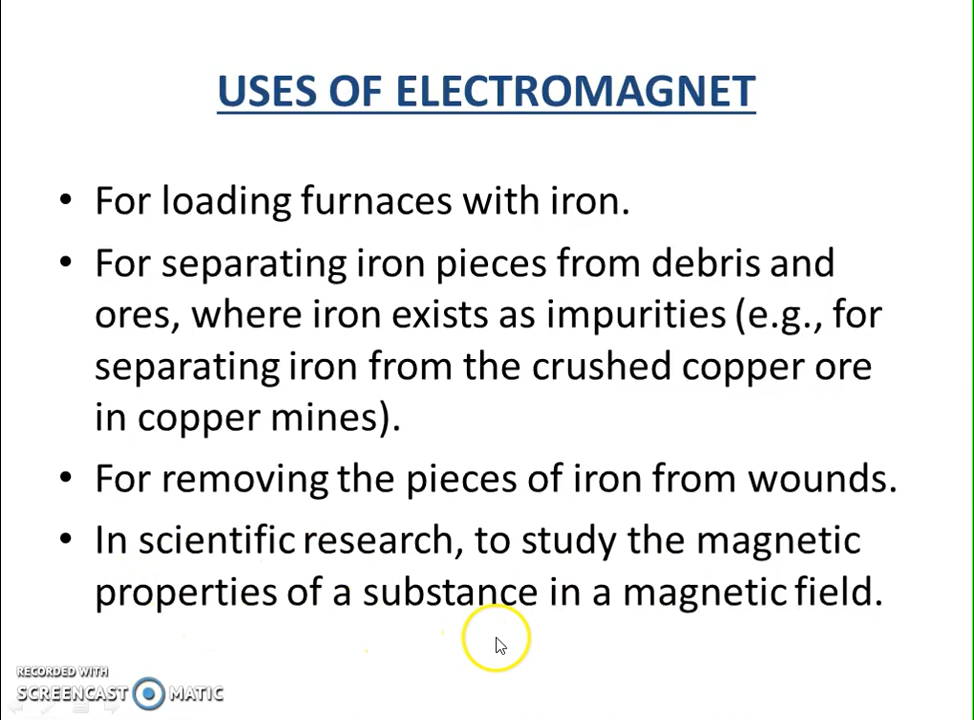 USES OF ELECTROMAGNET
• For loading furnaces with iron.
• For separating iron pieces from debris and
ores, where iron exists as impurities (e.g., for
separating iron from the crushed copper ore
in copper mines).
• For removing the pieces of iron from wounds.
• In scientific research, to study the magnetic
properties of a substance in a magnetic field.
RECORDED WITH
SCREENCAST MATIC